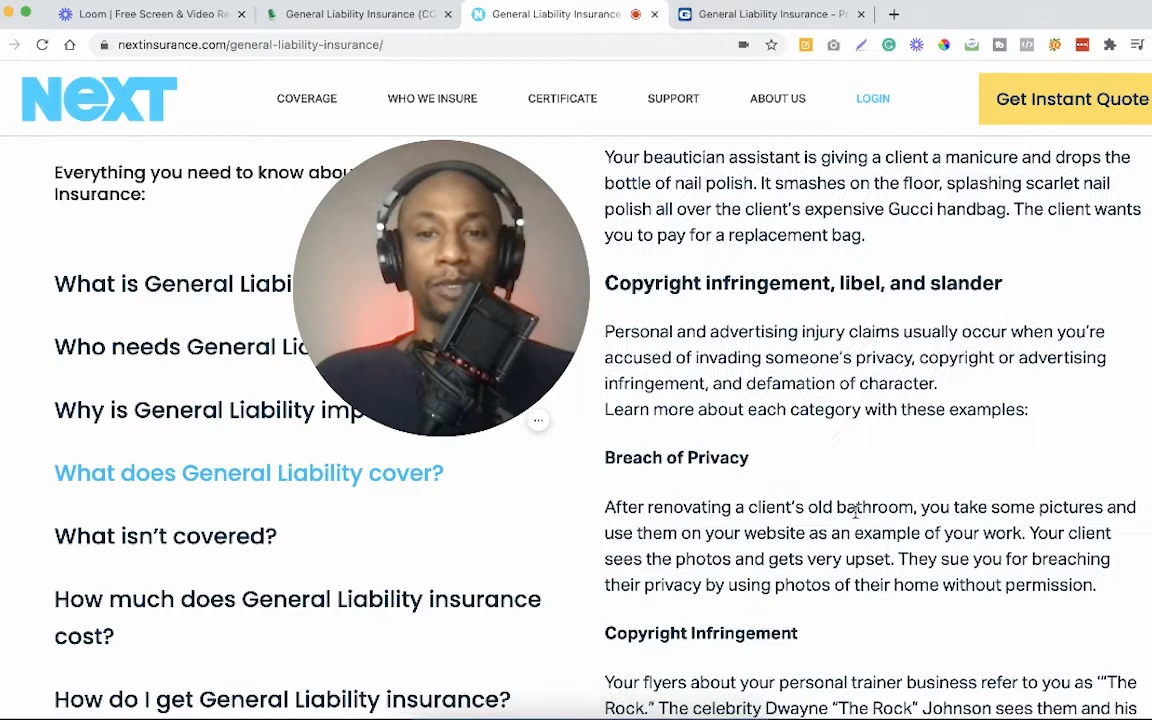 Loom | Free Screen & Video Re
General Liability Insurance (CG
General Liability Insurance
General Liability Insurance - Pr
nextinsurance.com/general-liability-insurance/
NEXT
COVERAGE
WHO WE INSURE
CERTIFICATE
SUPPORT
ABOUT US
LOGIN
Get Instant Quote
Everything you need to know abou
Insurance:
What is General Liabi
Who needs General Lia
Why is General Liability imp
What does General Liability cover?
What isn’t covered?
How much does General Liability insurance
cost?
How do I get General Liability insurance?
Your beautician assistant is giving a client a manicure and drops the
bottle of nail polish. It smashes on the floor, splashing scarlet nail
polish all over the client’s expensive Gucci handbag. The client wants
you to pay for a replacement bag.
Copyright infringement, libel, and slander
Personal and advertising injury claims usually occur when you’re
accused of invading someone’s privacy, copyright or advertising
infringement, and defamation of character.
Learn more about each category with these examples:
Breach of Privacy
After renovating a client’s old bathroom, you take some pictures and
use them on your website as an example of your work. Your client
sees the photos and gets very upset. They sue you for breaching
their privacy by using photos of their home without permission.
Copyright Infringement
Your flyers about your personal trainer business refer to you as “‘The
Rock.” The celebrity Dwayne “The Rock” Johnson sees them and his